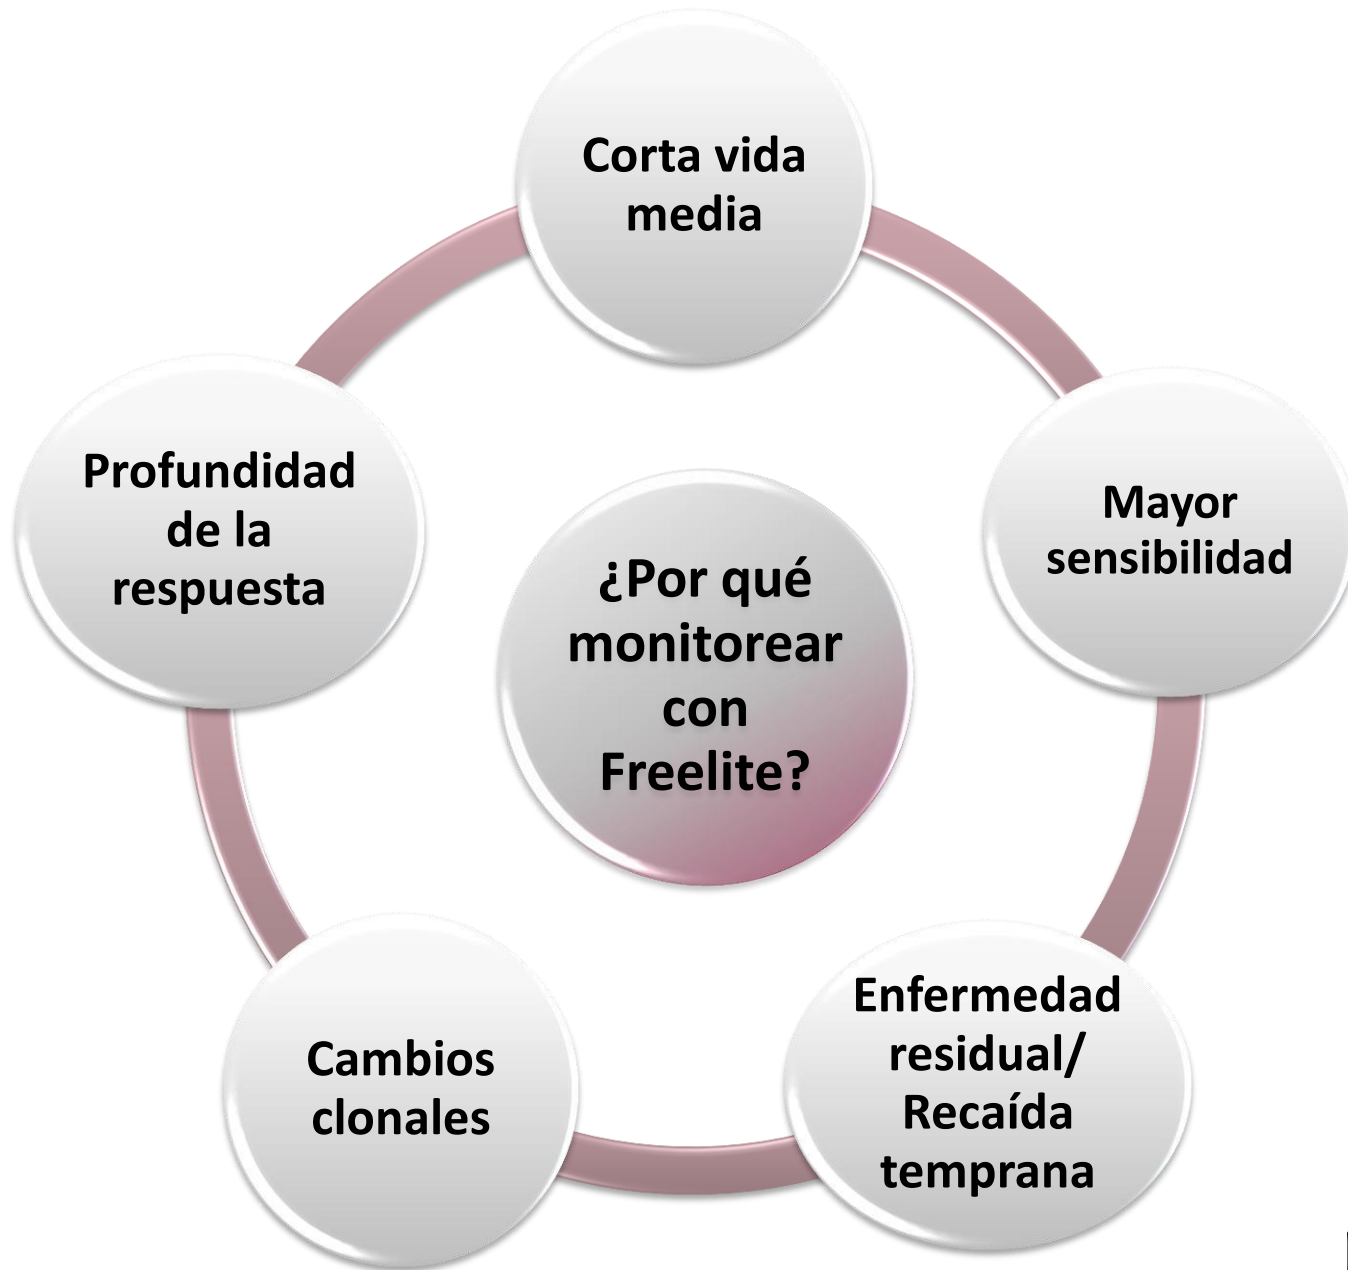 Corta vida
media
Mayor
sensibilidad
Enfermedad
residual/
Recaída
temprana
Cambios
clonales
Profundidad
de la
respuesta
¿Por qué
monitorear
con
Freelite?